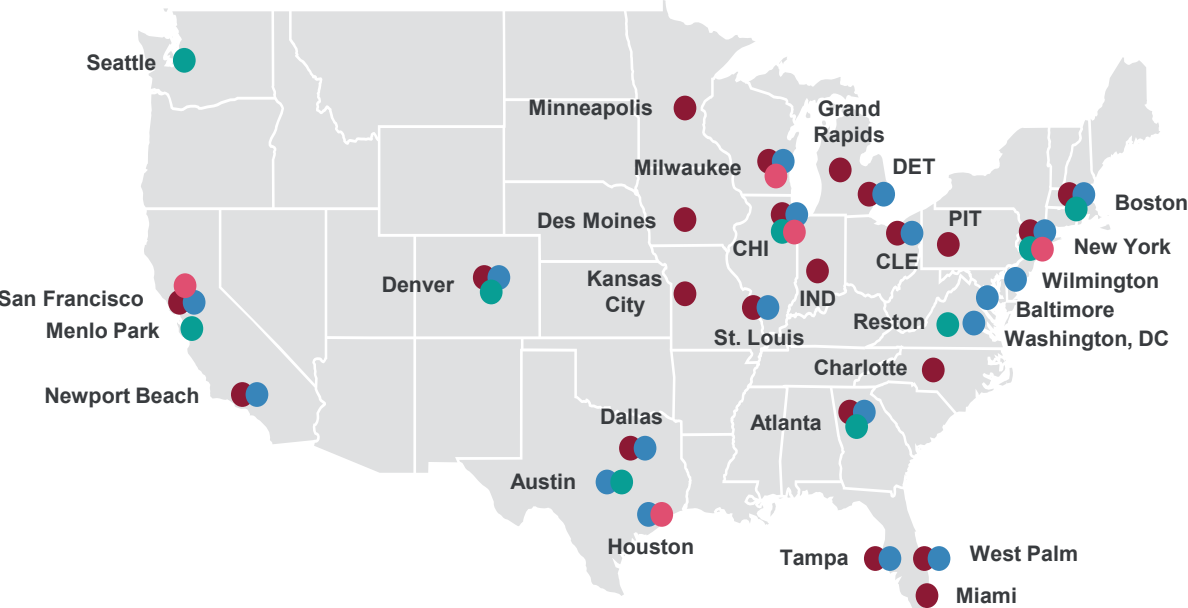 Seattle
Minneapolis
Grand
Rapids
Milwaukee
DET
Boston
Des Moines
PIT
CHI
New York
CLE
Denver
Kansas
City
IND
Wilmington
San Francisco
Baltimore
Menlo Park
Reston
St. Louis
Washington, DC
Charlotte
Newport Beach
Dallas
Atlanta
Austin
Houston
Tampa
West Palm
Miami